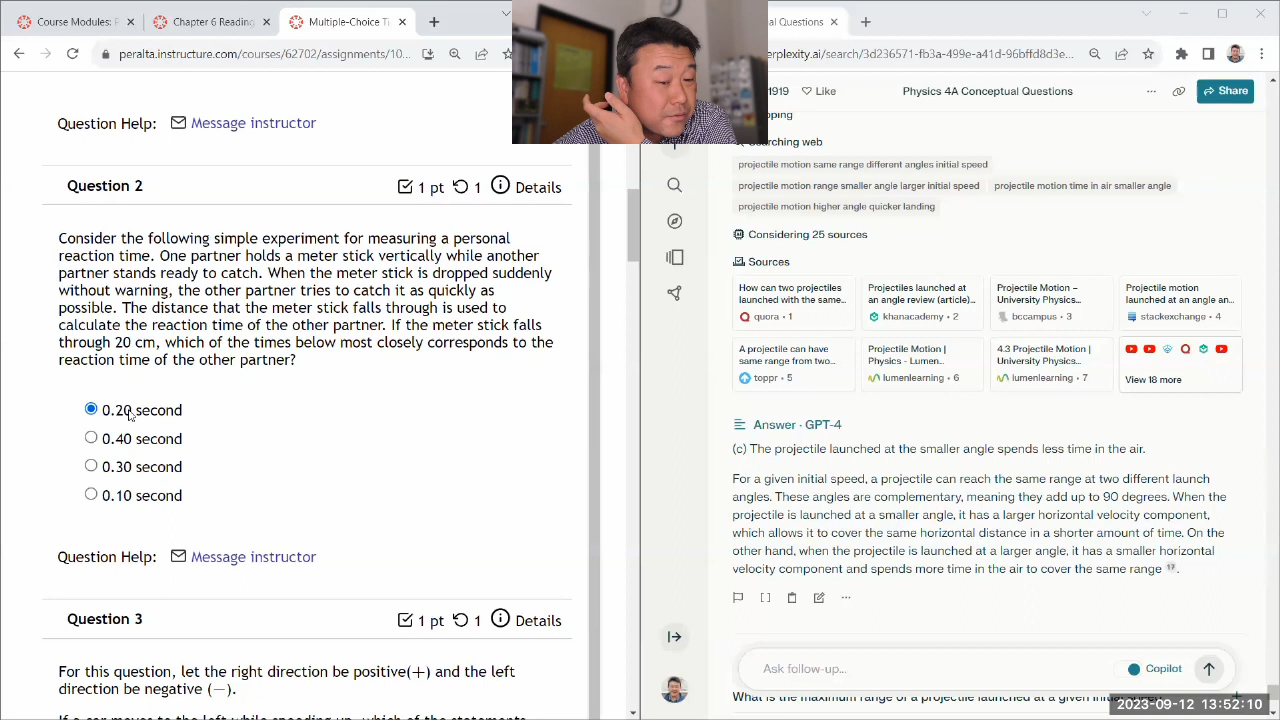 Course Modules: P
Chapter 6 Reading
Multiple-Choice Ti
al Questions
peralta.instructure.com/courses/62702/assignments/10...
erplexity.ai/search/3d236571-fb3a-499e-a41d-96bffd8d3e...
1919
Like
Physics 4A Conceptual Questions
Share
Question Help:
Message instructor
Question 2
1 pt
1
Details
Consider the following simple experiment for measuring a personal
reaction time. One partner holds a meter stick vertically while another
partner stands ready to catch. When the meter stick is dropped suddenly
without warning, the other partner tries to catch it as quickly as
possible. The distance that the meter stick falls through is used to
calculate the reaction time of the other partner. If the meter stick falls
through 20 cm, which of the times below most closely corresponds to the
reaction time of the other partner?
0.20 second
0.40 second
0.30 second
0.10 second
Question Help:
Message instructor
Question 3
1 pt
1
Details
For this question, let the right direction be positive(+) and the left
direction be negative (−).
Searching web
projectile motion same range different angles initial speed
projectile motion range smaller angle larger initial speed
projectile motion time in air smaller angle
projectile motion higher angle quicker landing
Considering 25 sources
Sources
How can two projectiles
launched with the same...
quora • 1
Projectiles launched at
an angle review (article)...
khanacademy • 2
Projectile Motion –
University Physics...
bccampus • 3
Projectile motion
launched at an angle an...
stackexchange • 4
A projectile can have
same range from two...
toppr • 5
Projectile Motion |
Physics - Lumen...
lumenlearning • 6
4.3 Projectile Motion |
University Physics...
lumenlearning • 7
View 18 more
Answer · GPT-4
(c) The projectile launched at the smaller angle spends less time in the air.
For a given initial speed, a projectile can reach the same range at two different launch
angles. These angles are complementary, meaning they add up to 90 degrees. When the
projectile is launched at a smaller angle, it has a larger horizontal velocity component,
which allows it to cover the same horizontal distance in a shorter amount of time. On the
other hand, when the projectile is launched at a larger angle, it has a smaller horizontal
velocity component and spends more time in the air to cover the same range 17.
Ask follow-up...
Copilot
What is the maximum range of a projectile launched at a given initial speed?
2023-09-12 13:52:10